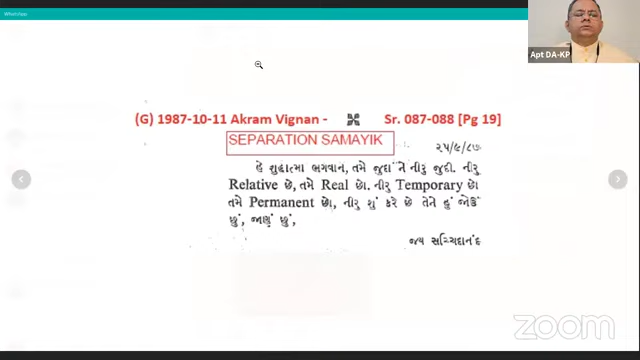 WhatsApp
Apt DA-KP
(G) 1987-10-11 Akram Vignan - Sr. 087-088 [Pg 19]
SEPARATION SAMAYIK
૨૫/૯/૮૭
હે શુદ્ધાત્મા ભગવાન, તમે જુદાં ને નીરુ જુદી. નીરુ
Relative છે, તમે Real છો. નીરુ Temporary છે
તમે Permanent છો, નીરુ શું કરે છે તેને હું જોઉં
છું, જાણું છું,
જય સચ્ચિદાનંદ
zoom